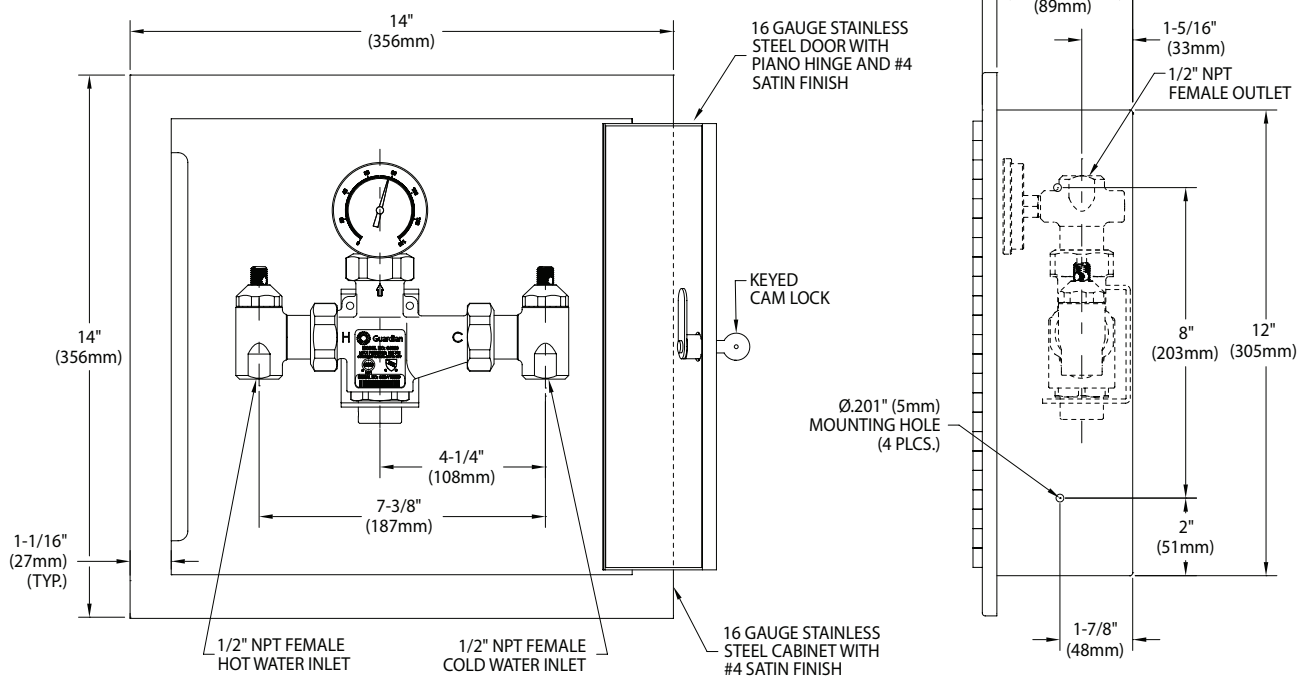 14"
(356mm)
16 GAUGE STAINLESS
STEEL DOOR WITH
PIANO HINGE AND #4
SATIN FINISH
(89mm)
1-5/16"
(33mm)
1/2" NPT
FEMALE OUTLET
KEYED
CAM LOCK
H
Guardian
C
14"
(356mm)
8"
(203mm)
12"
(305mm)
Ø.201" (5mm)
MOUNTING HOLE
(4 PLCS.)
4-1/4"
(108mm)
7-3/8"
(187mm)
1-1/16"
(27mm)
(TYP.)
2"
(51mm)
1/2" NPT FEMALE
HOT WATER INLET
1/2" NPT FEMALE
COLD WATER INLET
16 GAUGE STAINLESS
STEEL CABINET WITH
#4 SATIN FINISH
1-7/8"
(48mm)